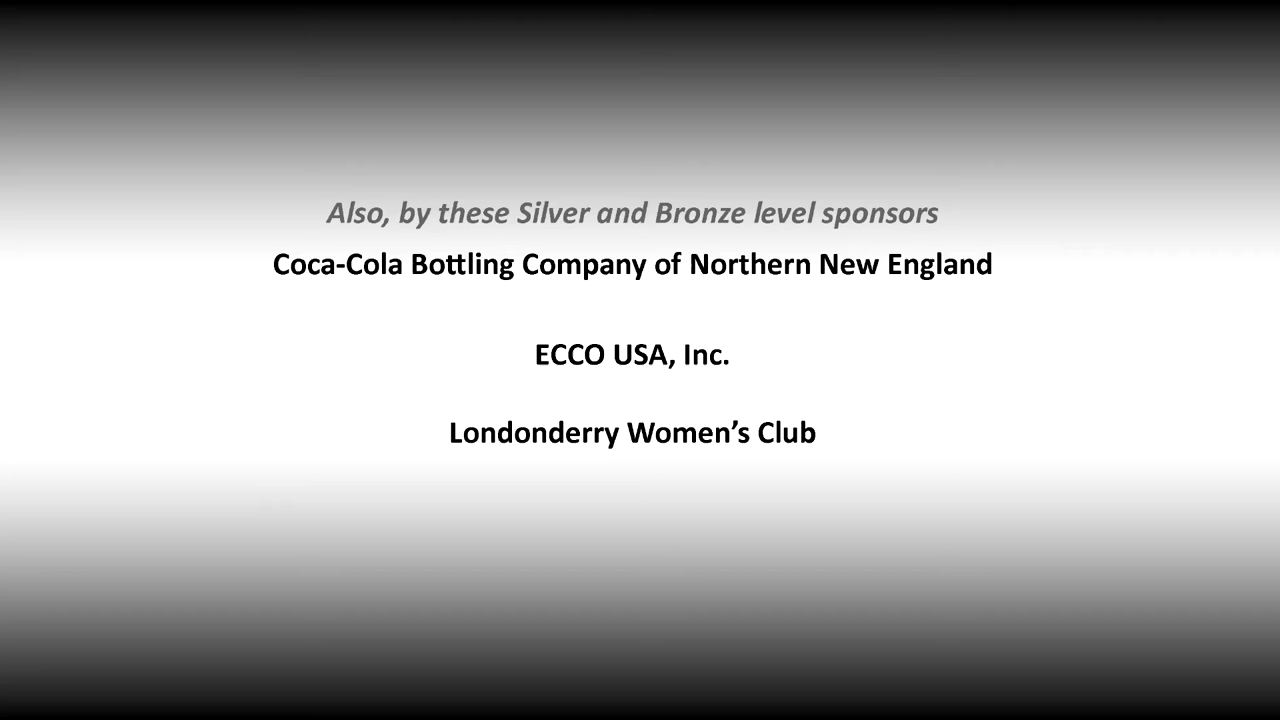 Also, by these Silver and Bronze level sponsors
Coca-Cola Bottling Company of Northern New England
ECCO USA, Inc.
Londonderry Women’s Club